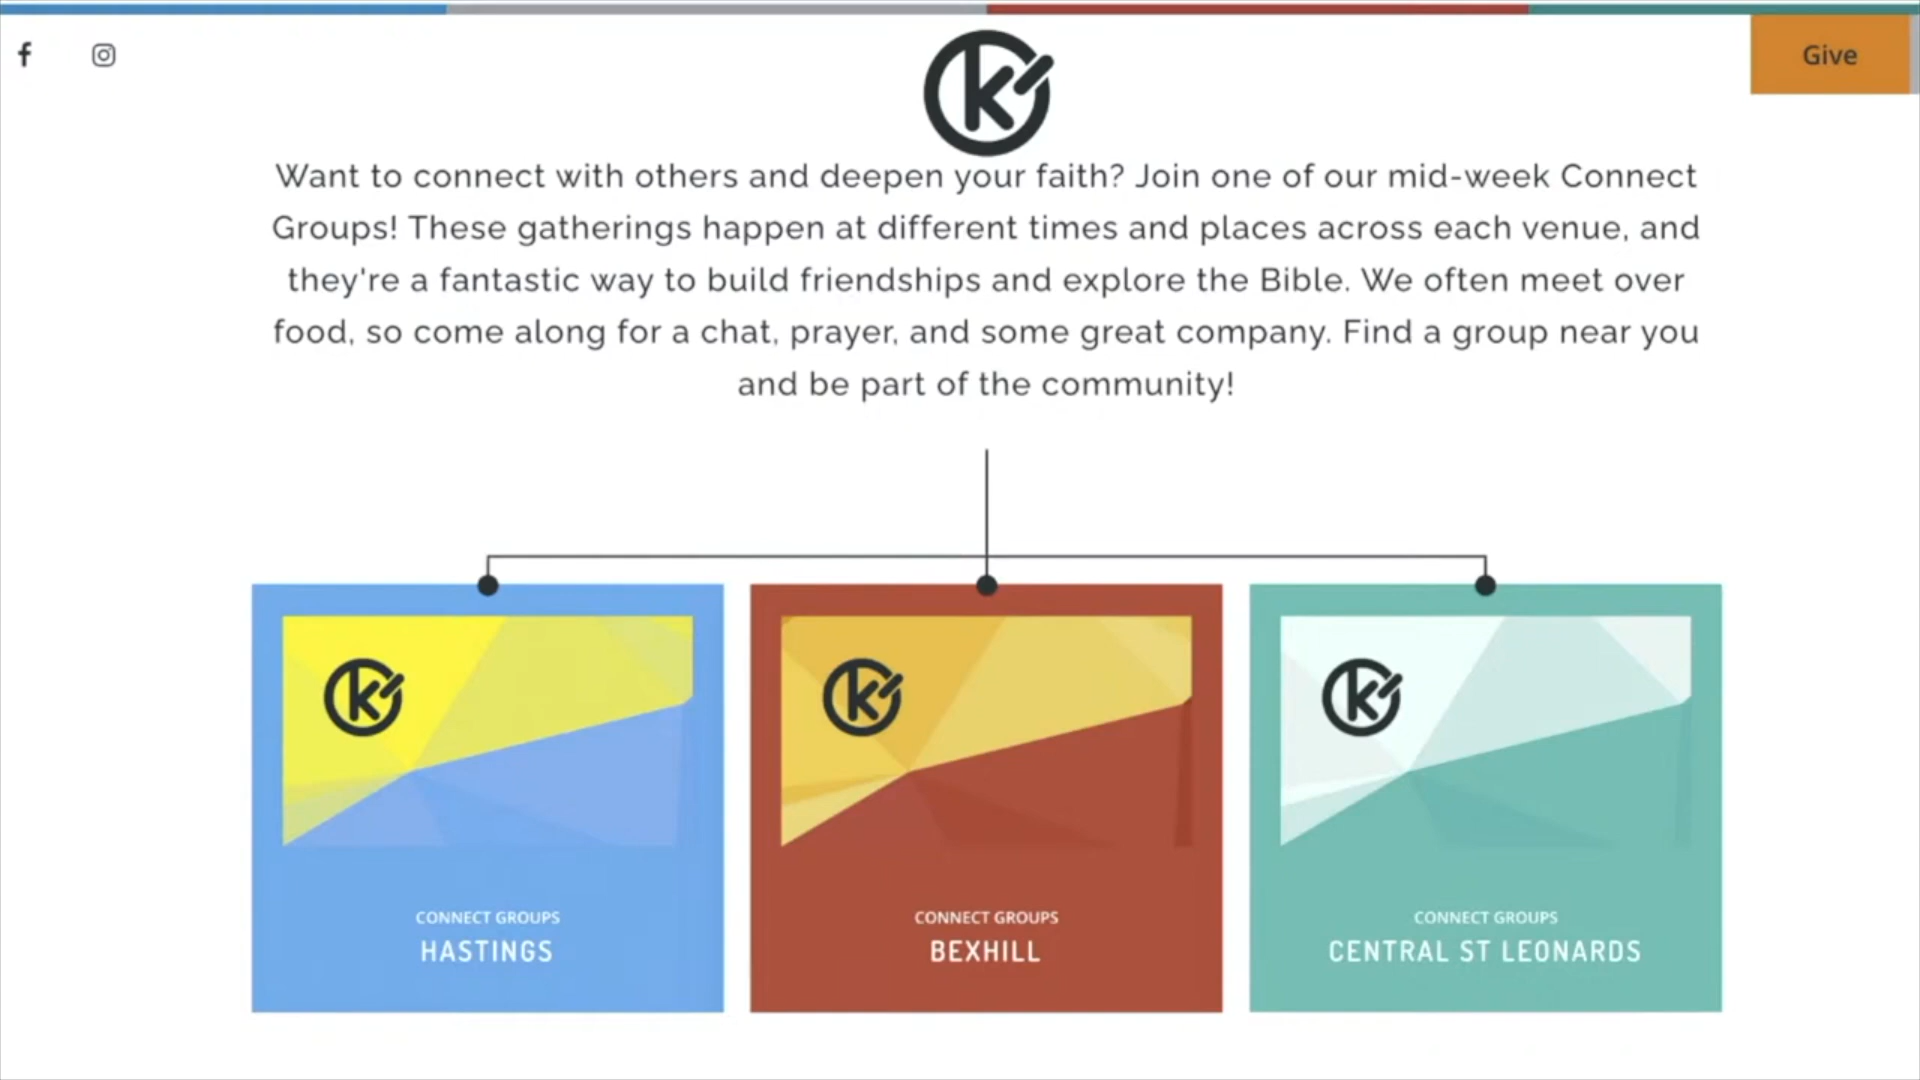 Give
Want to connect with others and deepen your faith? Join one of our mid-week Connect
Groups! These gatherings happen at different times and places across each venue, and
they're a fantastic way to build friendships and explore the Bible. We often meet over
food, so come along for a chat, prayer, and some great company. Find a group near you
and be part of the community!
CONNECT GROUPS
HASTINGS
CONNECT GROUPS
BEXHILL
CONNECT GROUPS
CENTRAL ST LEONARDS